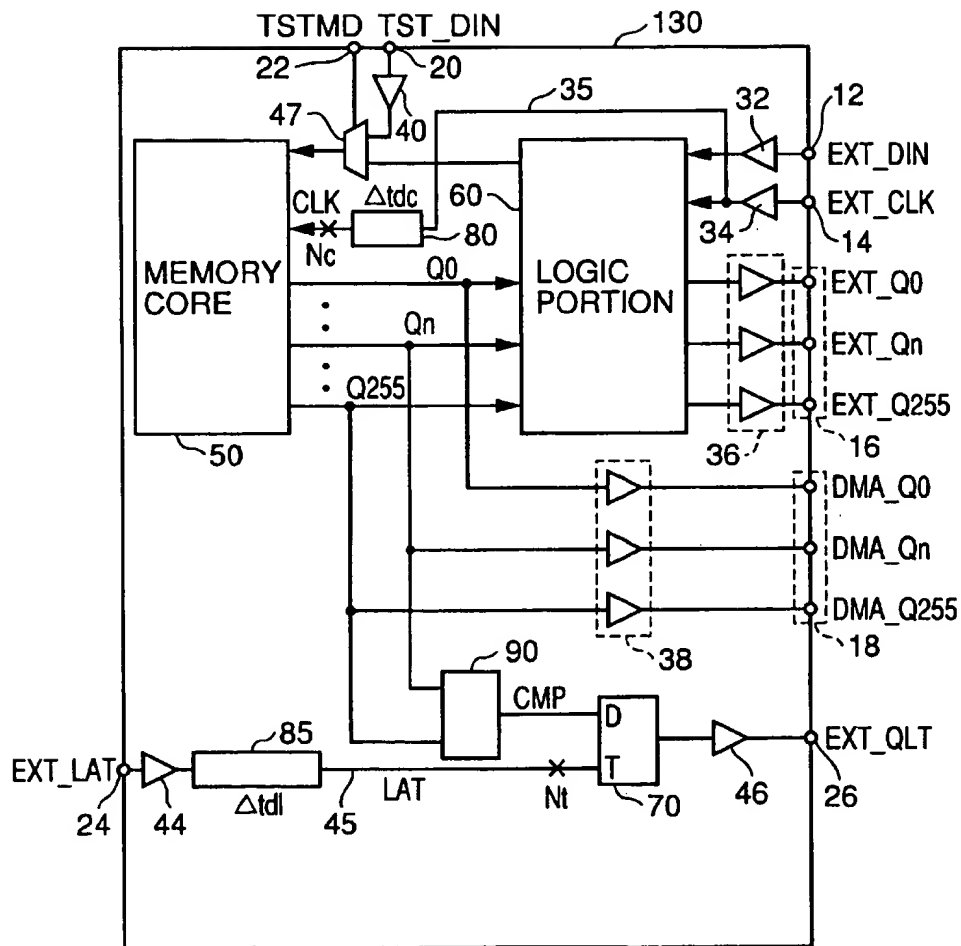 TSTMD TST_DIN
130
22
20
47
40
35
32
12
EXT_DIN
EXT_CLK
34
14
CLK
Δtdc
60
80
Nc
MEMORY
CORE
LOGIC
PORTION
Q0
Qn
Q255
EXT_Q0
EXT_Qn
EXT_Q255
50
36
16
DMA_Q0
DMA_Qn
DMA_Q255
38
18
90
CMP
D
T
EXT_QLT
85
EXT_LAT
LAT
Nt
70
46
26
24
44
Δtdl
45